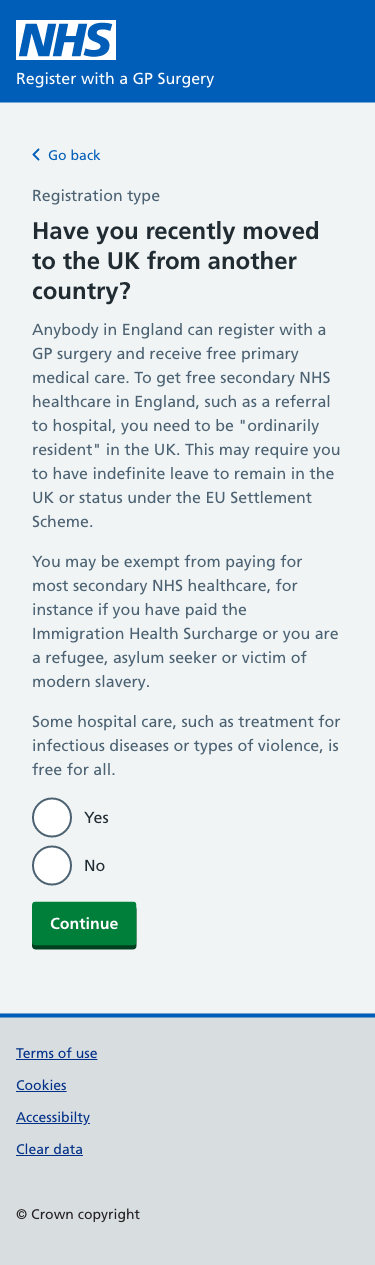 NHS
Register with a GP Surgery
Go back
Registration type
Have you recently moved
to the UK from another
country?
Anybody in England can register with a
GP surgery and receive free primary
medical care. To get free secondary NHS
healthcare in England, such as a referral
to hospital, you need to be "ordinarily
resident" in the UK. This may require you
to have indefinite leave to remain in the
UK or status under the EU Settlement
Scheme.
You may be exempt from paying for
most secondary NHS healthcare, for
instance if you have paid the
Immigration Health Surcharge or you are
a refugee, asylum seeker or victim of
modern slavery.
Some hospital care, such as treatment for
infectious diseases or types of violence, is
free for all.
Yes
No
Continue
Terms of use
Cookies
Accessibilty
Clear data
© Crown copyright